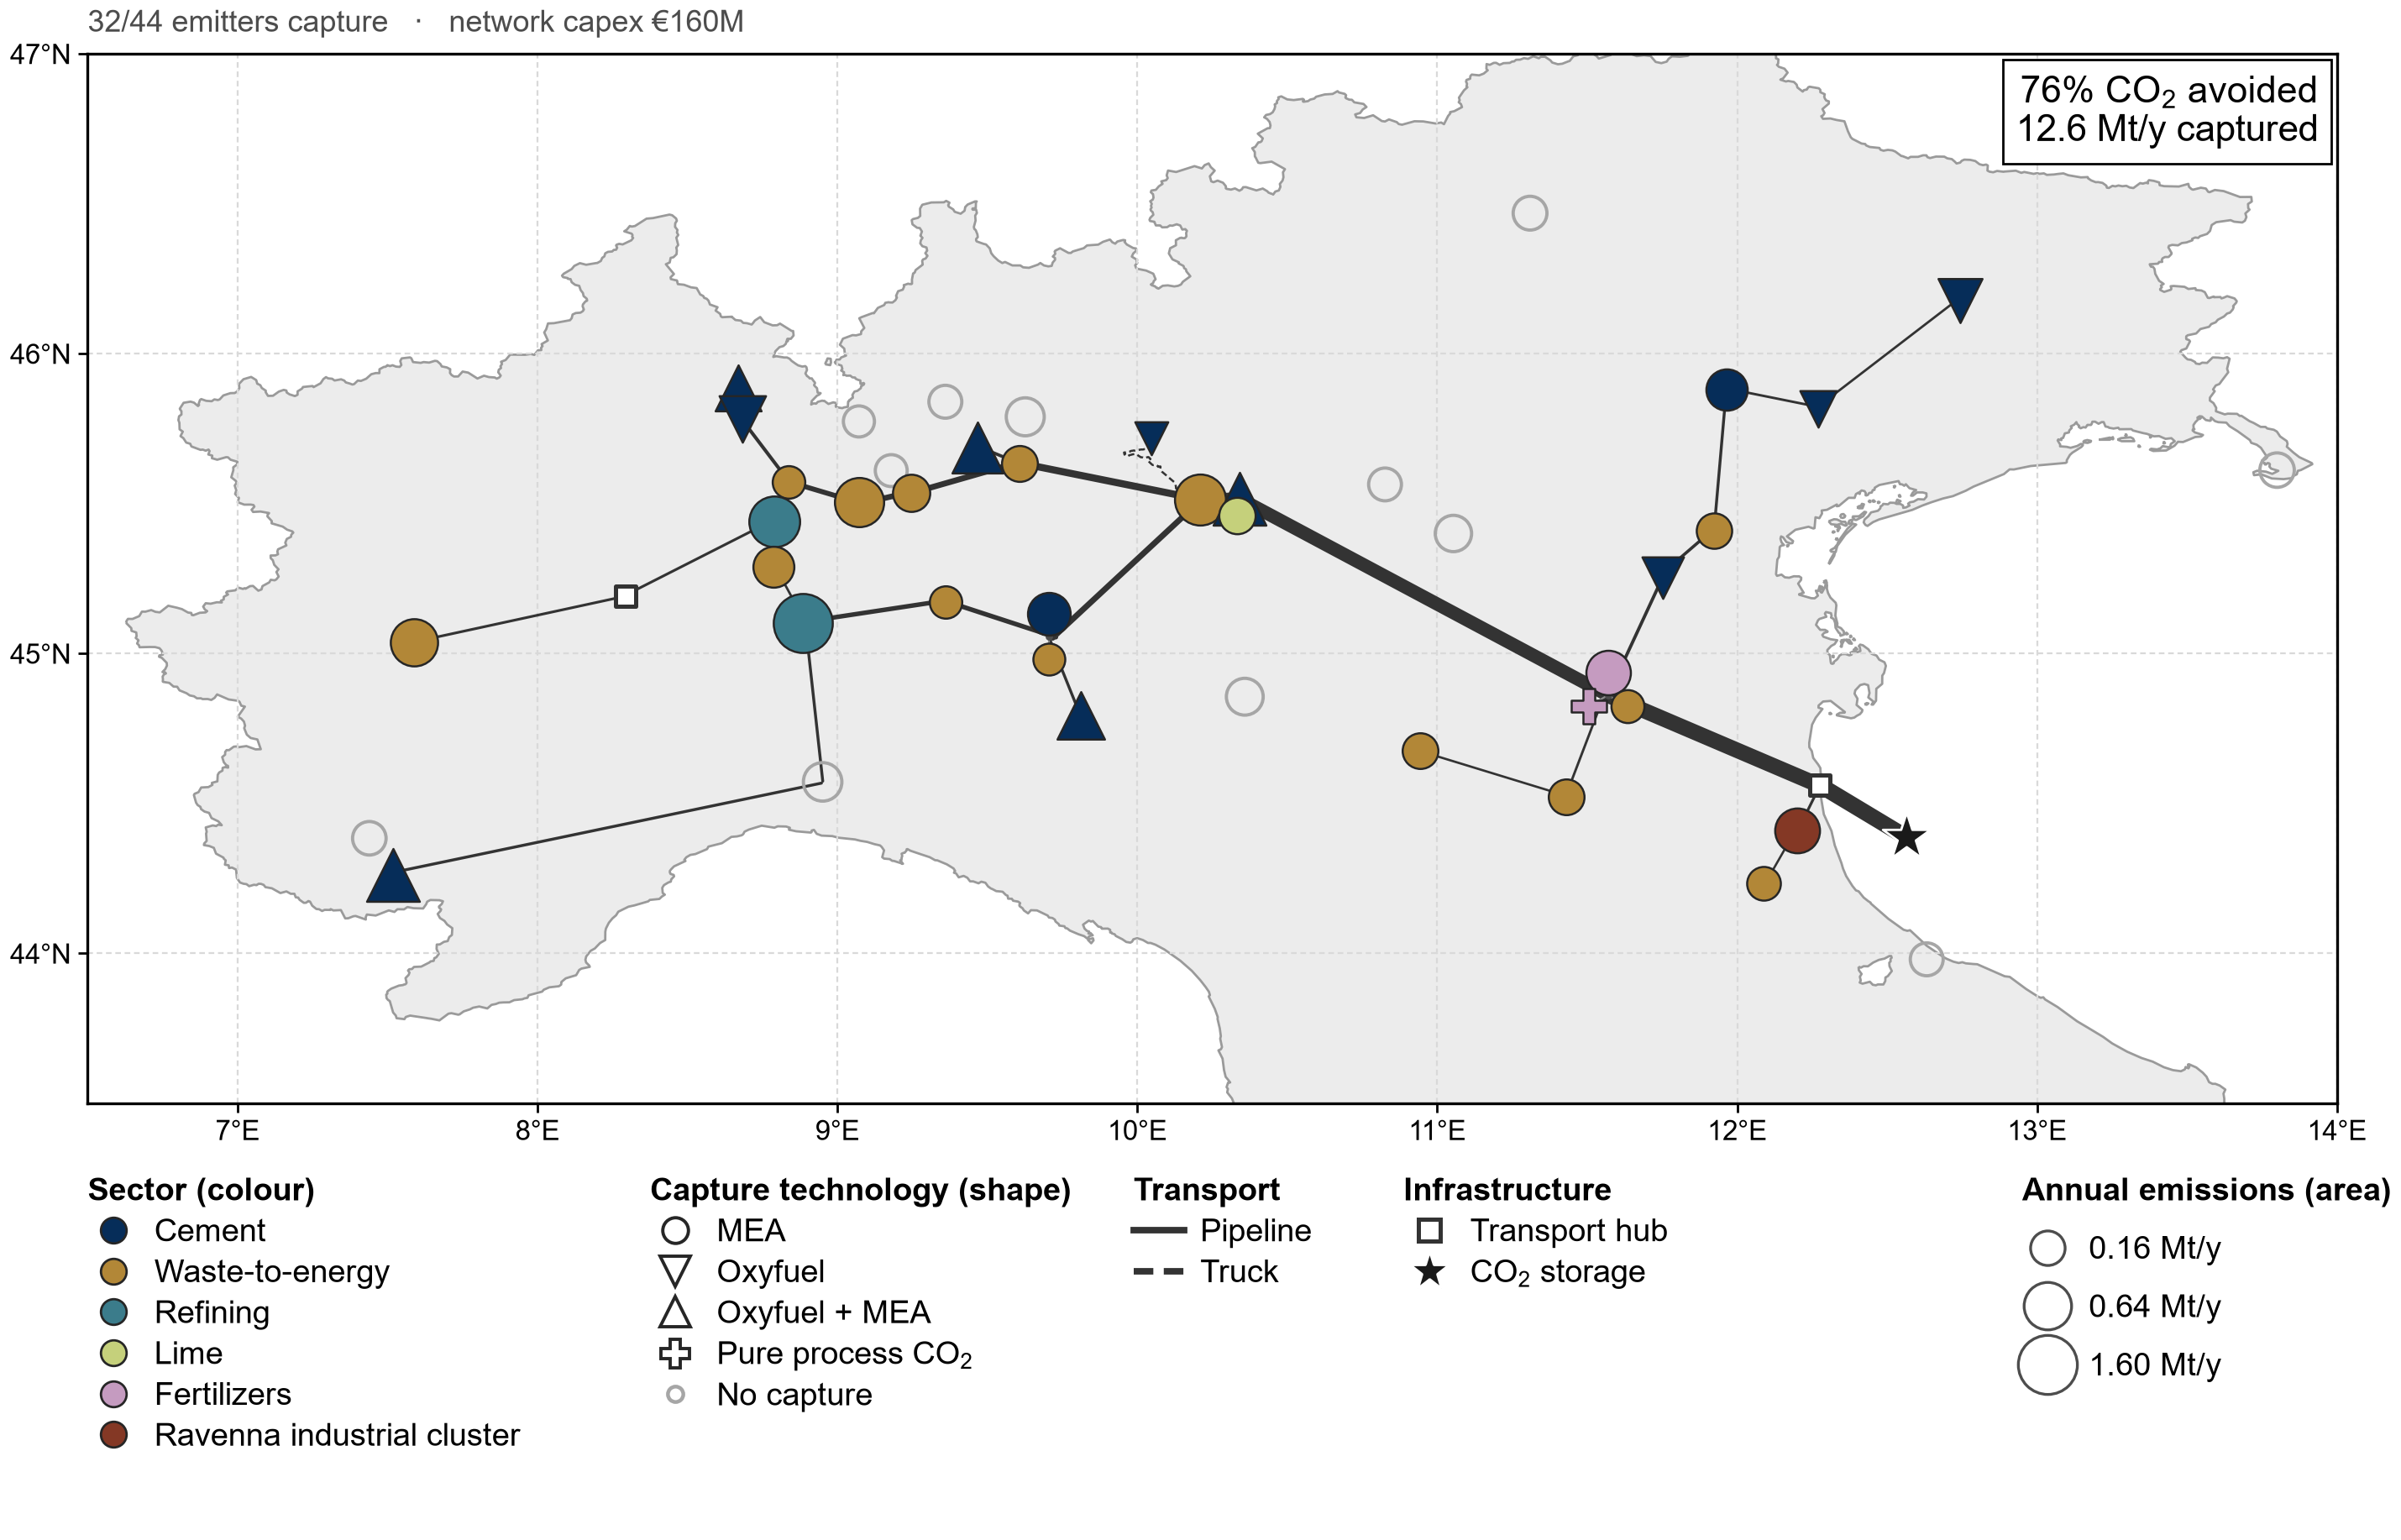 32/44 emitters capture · network capex €160M
47°N
76% CO₂ avoided
12.6 Mt/y captured
46°N
45°N
44°N
7°E 8°E 9°E 10°E 11°E 12°E 13°E 14°E
Sector (colour)
Cement
Waste-to-energy
Refining
Lime
Fertilizers
Ravenna industrial cluster
Capture technology (shape)
MEA
Oxyfuel
Oxyfuel + MEA
Pure process CO₂
No capture
Transport
Pipeline
Truck
Infrastructure
Transport hub
CO₂ storage
Annual emissions (area)
0.16 Mt/y
0.64 Mt/y
1.60 Mt/y